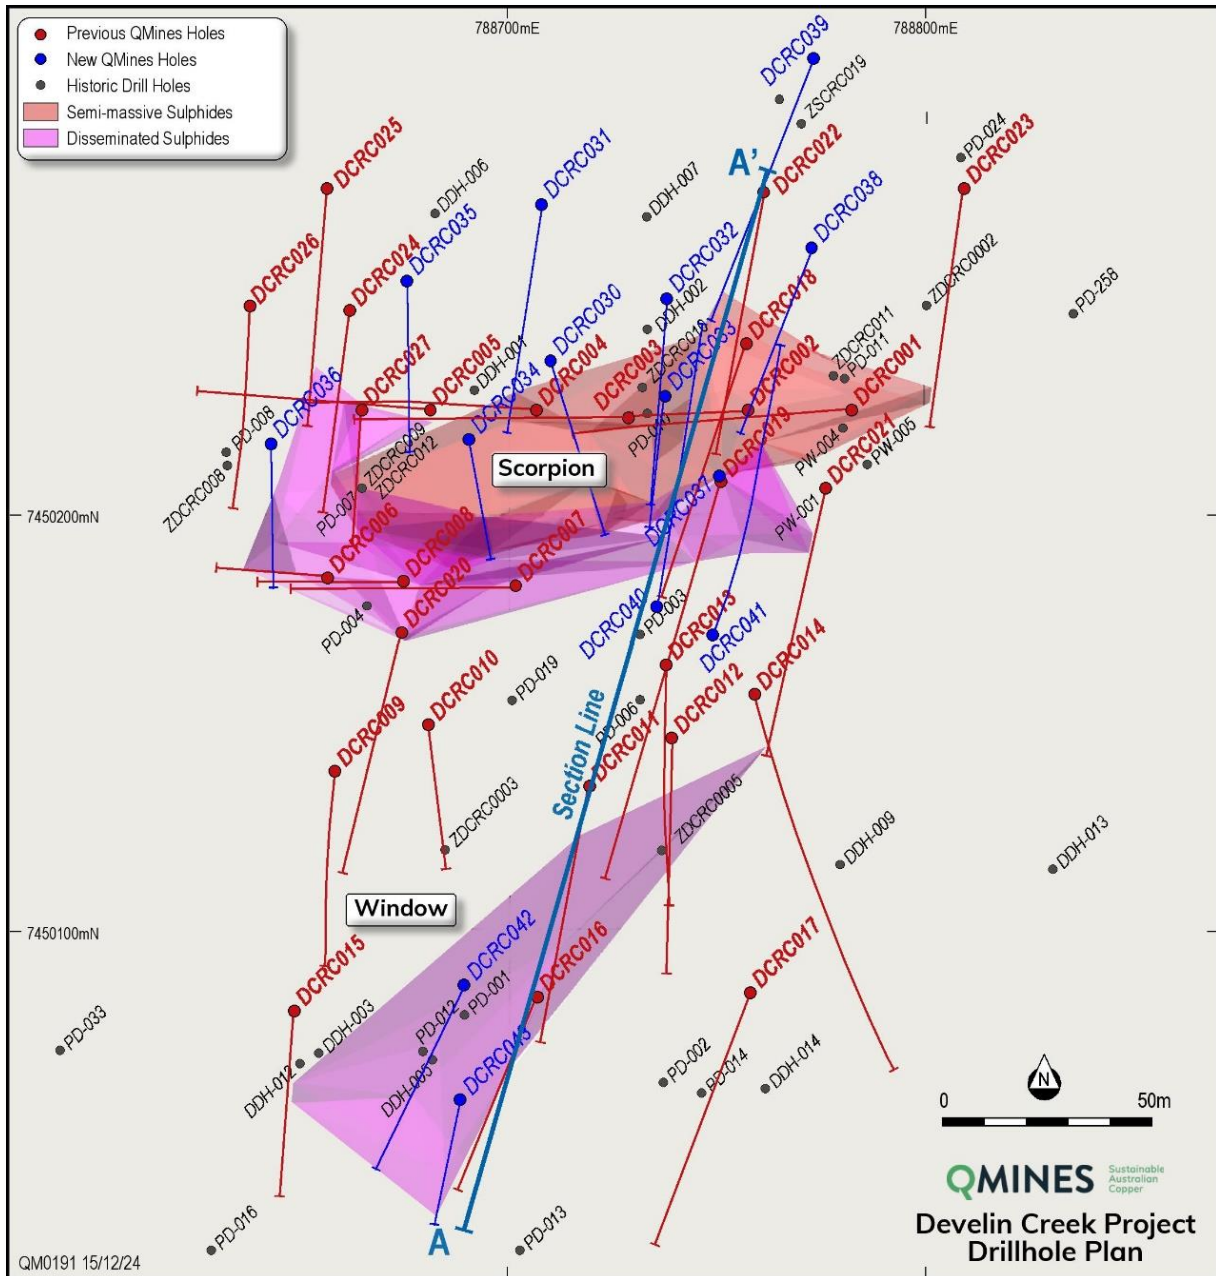 Previous QMines Holes
New QMines Holes
Historic Drill Holes
Semi-massive Sulphides
Disseminated Sulphides
788700mE
788800mE
DCRC039
ZSCRC019
PD-024
DCRC023
DCRC022
A’
DCRC025
DDH-006
DCRC031
DDH-007
DCRC038
DCRC035
DCRC024
DCRC026
DCRC032
ZDCRC0002
PD-258
DDH-002
DCRC030
DCRC018
DCRC027
DCRC005
DDH-001
DCRC034
DCRC004
DCRC003
ZDCRC010
DCRC033
DCRC002
ZDCRC011
PD-011
DCRC001
DCRC036
PD-008
ZDCRC008
ZDCRC009
ZDCRC012
PD-007
Scorpion
DCRC019
PW-004
PW-005
DCRC021
DCRC037
PW-001
7450200mN
DCRC006
DCRC008
DCRC007
DCRC020
PD-004
DCRC040
PD-003
DCRC013
DCRC041
DCRC014
DCRC012
PD-019
PD-006
DCRC010
DCRC009
DCRC011
Section Line
ZDCRC0003
ZDCRC0005
DDH-009
DDH-013
Window
7450100mN
DCRC042
DCRC015
DCRC016
DCRC017
PD-001
PD-012
DDH-003
DDH-012
DDH-005
DCRC043
PD-033
PD-002
PD-014
DDH-014
PD-016
PD-013
A
N
0
50m
QMINES
Sustainable
Australian
Copper
Develin Creek Project
Drillhole Plan
QM0191 15/12/24